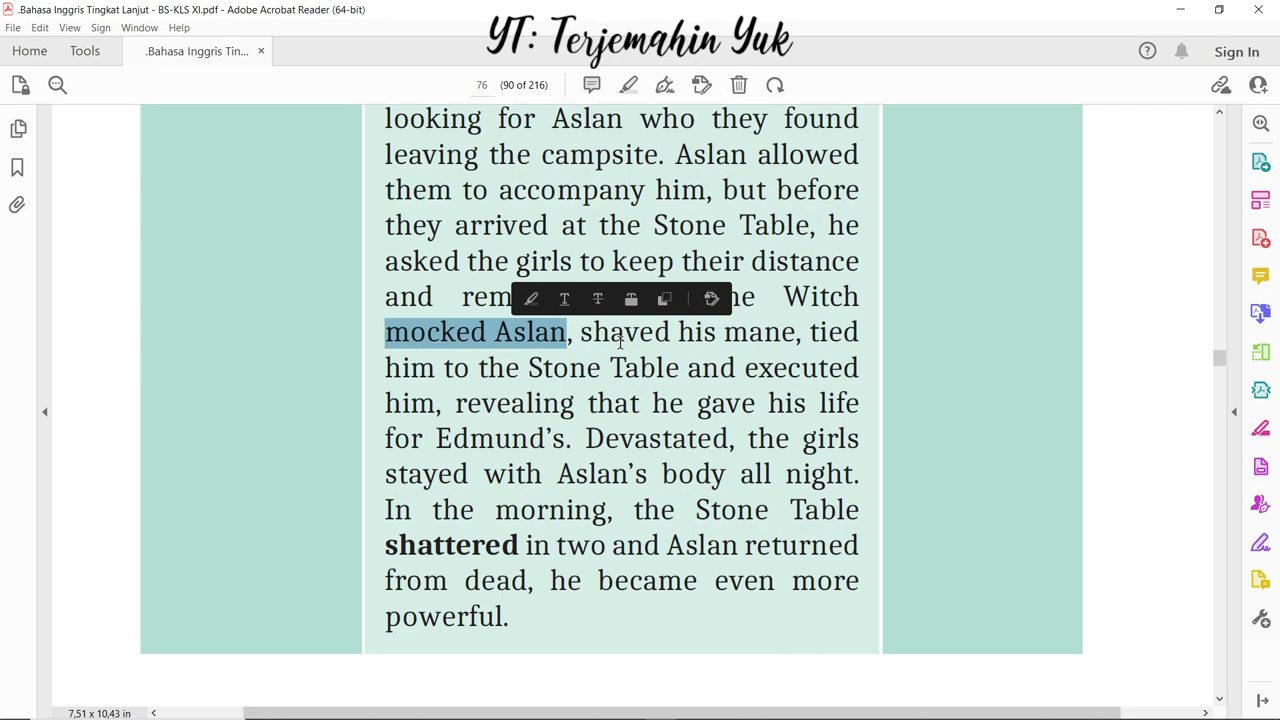 .Bahasa Inggris Tingkat Lanjut - BS-KLS XI.pdf - Adobe Acrobat Reader (64-bit)
File Edit View Sign Window Help
YT: Terjemahin Yuk
Home Tools .Bahasa Inggris Tin... × Sign In
76 (90 of 216)
looking for Aslan who they found
leaving the campsite. Aslan allowed
them to accompany him, but before
they arrived at the Stone Table, he
asked the girls to keep their distance
and rem he Witch
mocked Aslan, shaved his mane, tied
him to the Stone Table and executed
him, revealing that he gave his life
for Edmund’s. Devastated, the girls
stayed with Aslan’s body all night.
In the morning, the Stone Table
shattered in two and Aslan returned
from dead, he became even more
powerful.
7,51 x 10,43 in